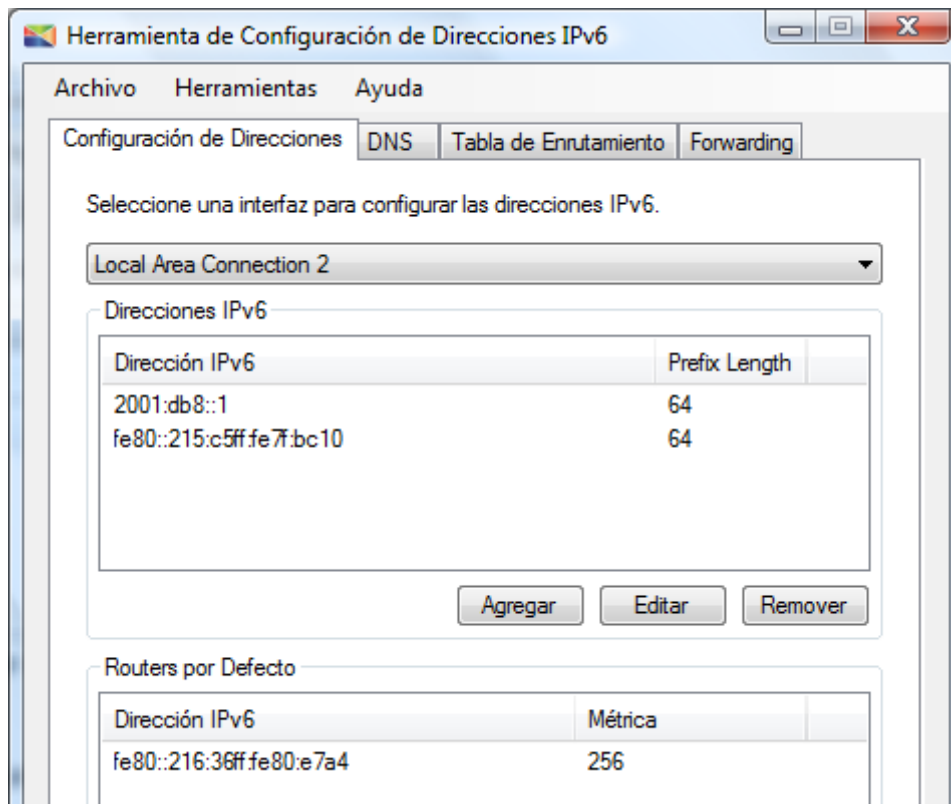 Herramienta de Configuración de Direcciones IPv6
Archivo Herramientas Ayuda
Configuración de Direcciones DNS Tabla de Enrutamiento Forwarding
Seleccione una interfaz para configurar las direcciones IPv6.
Local Area Connection 2
Direcciones IPv6
Dirección IPv6 Prefix Length
2001:db8::1 64
fe80::215:c5ff:fe7f:bc10 64
Agregar Editar Remover
Routers por Defecto
Dirección IPv6 Métrica
fe80::216:36ff:fe80:e7a4 256